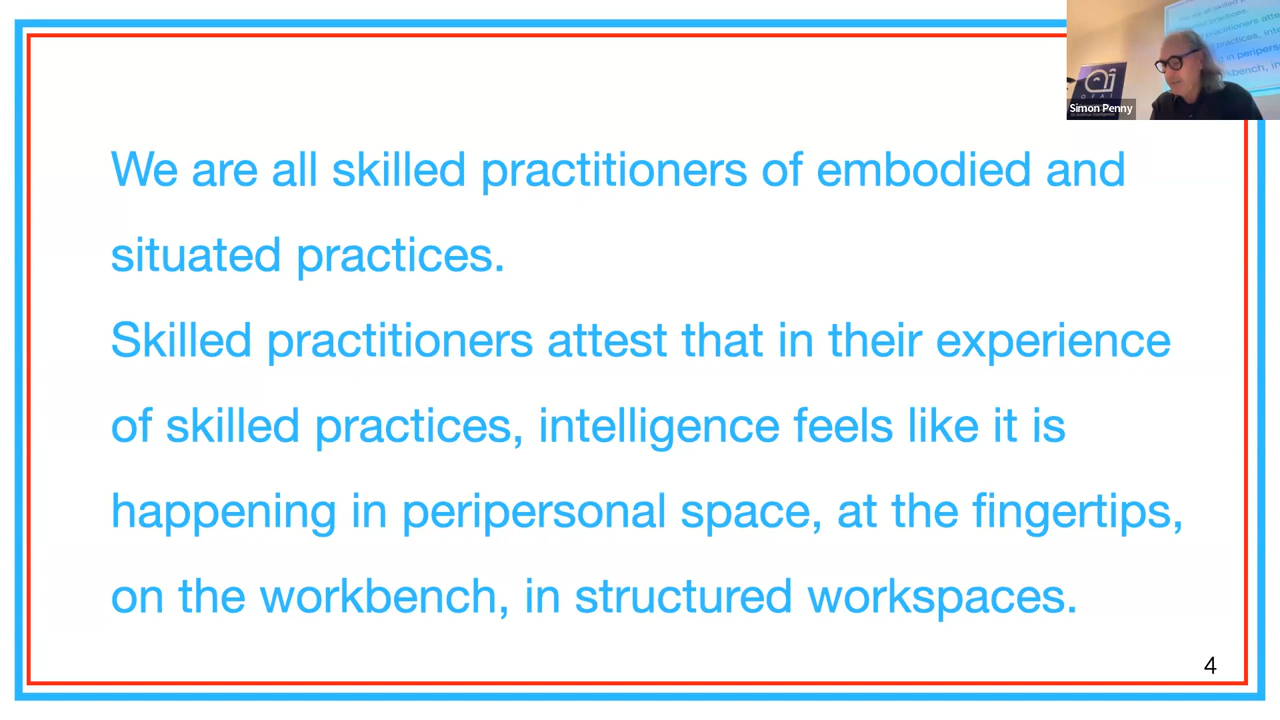 We are all skilled practitioners of embodied and
situated practices.
Skilled practitioners attest that in their experience
of skilled practices, intelligence feels like it is
happening in peripersonal space, at the fingertips,
on the workbench, in structured workspaces.
4
Simon Penny
OFAI